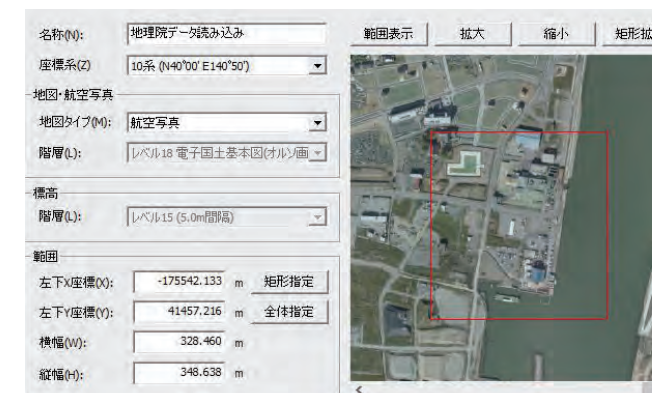 名称(N): 地理院データ読み込み
座標系(Z) 10系 (N40°00' E140°50')
地図・航空写真
地図タイプ(M): 航空写真
階層(L): レベル18 電子国土基本図(オルソ画
標高
階層(L): レベル15 (5.0m間隔)
範囲
左下X座標(X): -175542.133 m 矩形指定
左下Y座標(Y): 41457.216 m 全体指定
横幅(W): 328.460 m
縦幅(H): 348.638 m
範囲表示 拡大 縮小 矩形拡